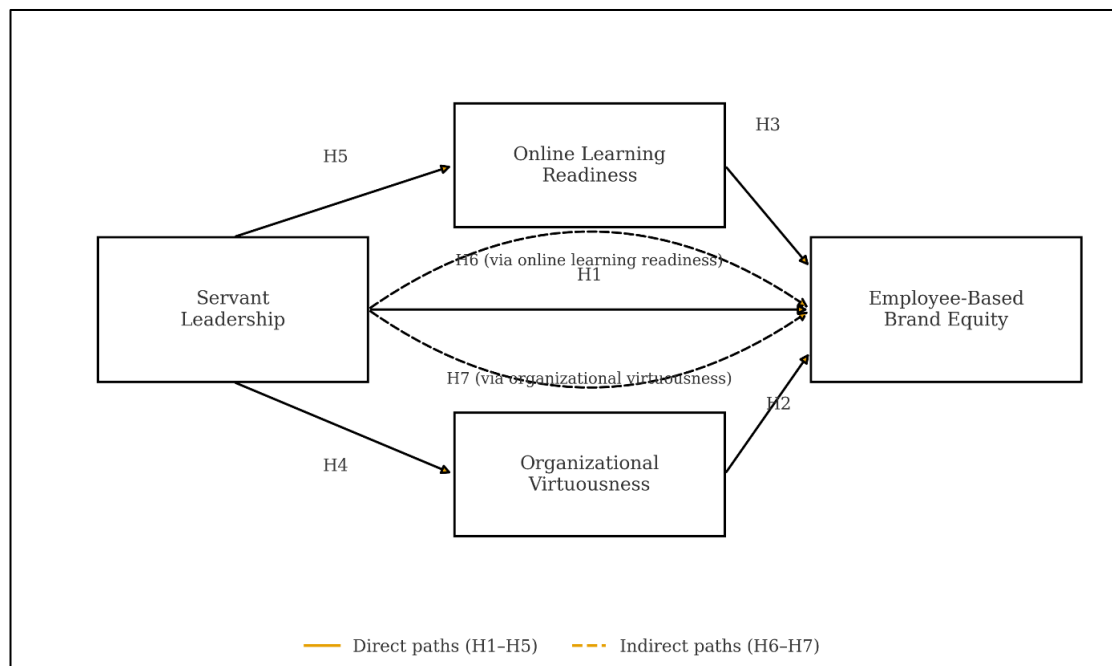 H3
Online Learning
Readiness
H5
H6 (via online learning readiness)
H1
Servant
Leadership
Employee-Based
Brand Equity
H7 (via organizational virtuousness)
H2
H4
Organizational
Virtuousness
Direct paths (H1–H5)
Indirect paths (H6–H7)